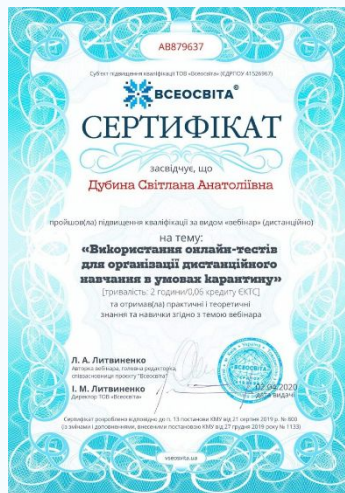 АВ879637
Суб'єкт підвищення кваліфікації ТОВ «Всеосвіта» (ЄДРПОУ 41526967)
ВСЕОСВІТА®
СЕРТИФІКАТ
засвідчує, що
Дубина Світлана Анатоліївна
пройшов(ла) підвищення кваліфікації за видом «вебінар» (дистанційно)
на тему:
«Використання онлайн-тестів
для організації дистанційного
навчання в умовах карантину»
[тривалість: 2 години/0,06 кредиту ЄКТС]
та отримав(ла) практичні і теоретичні
знання та навички згідно з темою вебінара
Л. А. Литвиненко
Авторка вебінара, головна редакторка,
співзасновниця проєкту "Всеосвіта"
І. М. Литвиненко
Директор ТОВ «Всеосвіта»
ВСЕОСВІТА
02.04.2020
дата видачі
Сертифікат розроблено відповідно до п. 13 постанови КМУ від 21 серпня 2019 р. № 800
(із змінами і доповненнями, внесеними постановою КМУ від 27 грудня 2019 року № 1133)
vseosvita.ua